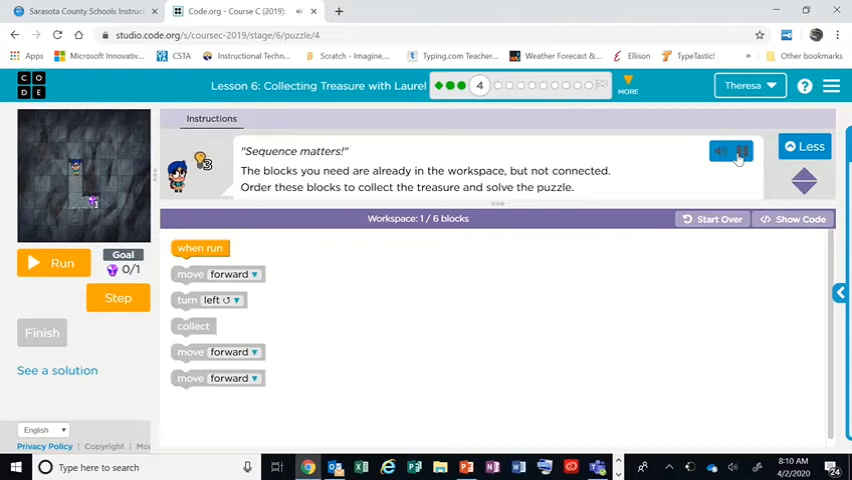 Sarasota County Schools Instruc
Code.org - Course C (2019):
studio.code.org/s/coursec-2019/stage/6/puzzle/4
Apps
Microsoft Innovativ...
CSTA
Instructional Techn...
Scratch - Imagine,...
Typing.com Teacher...
Weather Forecast &...
Ellison
TypeTastic!
Other bookmarks
C O
D E
Lesson 6: Collecting Treasure with Laurel
4
MORE
Theresa
?
Instructions
"Sequence matters!"
The blocks you need are already in the workspace, but not connected.
Order these blocks to collect the treasure and solve the puzzle.
3
Less
Workspace: 1 / 6 blocks
Start Over
</> Show Code
1
Run
Goal
0/1
Step
Finish
See a solution
when run
move forward
turn left
collect
move forward
move forward
English
Privacy Policy | Copyright | Mo
Type here to search
8:10 AM
4/2/2020
24